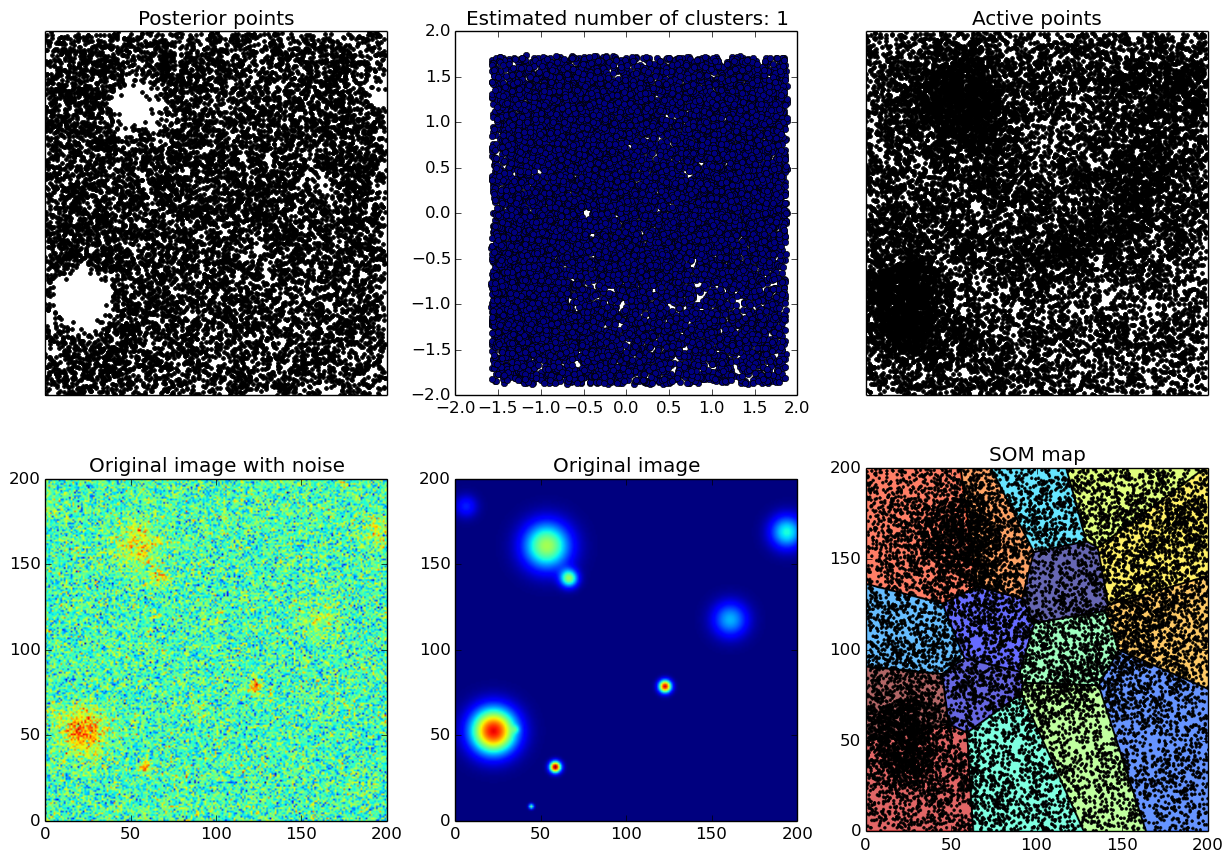 Posterior points
Estimated number of clusters: 1
Active points
2.0
1.5
1.0
0.5
0.0
−0.5
−1.0
−1.5
−2.0
−2.0 −1.5 −1.0 −0.5 0.0 0.5 1.0 1.5 2.0
Original image with noise
Original image
SOM map
200
150
100
50
0
0 50 100 150 200
200
150
100
50
0
0 50 100 150 200
200
150
100
50
0
0 50 100 150 200